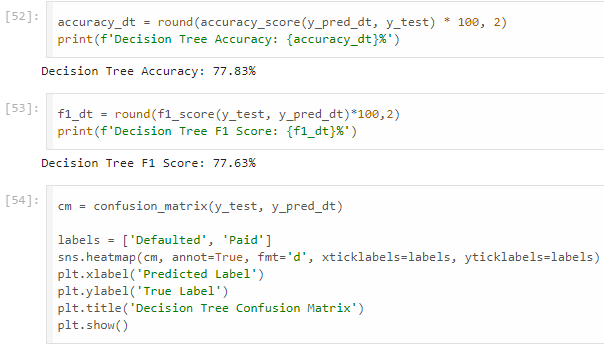 [52]:
accuracy_dt = round(accuracy_score(y_pred_dt, y_test) * 100, 2)
print(f'Decision Tree Accuracy: {accuracy_dt}%')
Decision Tree Accuracy: 77.83%
[53]:
f1_dt = round(f1_score(y_test, y_pred_dt)*100,2)
print(f'Decision Tree F1 Score: {f1_dt}%')
Decision Tree F1 Score: 77.63%
[54]:
cm = confusion_matrix(y_test, y_pred_dt)
labels = ['Defaulted', 'Paid']
sns.heatmap(cm, annot=True, fmt='d', xticklabels=labels, yticklabels=labels)
plt.xlabel('Predicted Label')
plt.ylabel('True Label')
plt.title('Decision Tree Confusion Matrix')
plt.show()